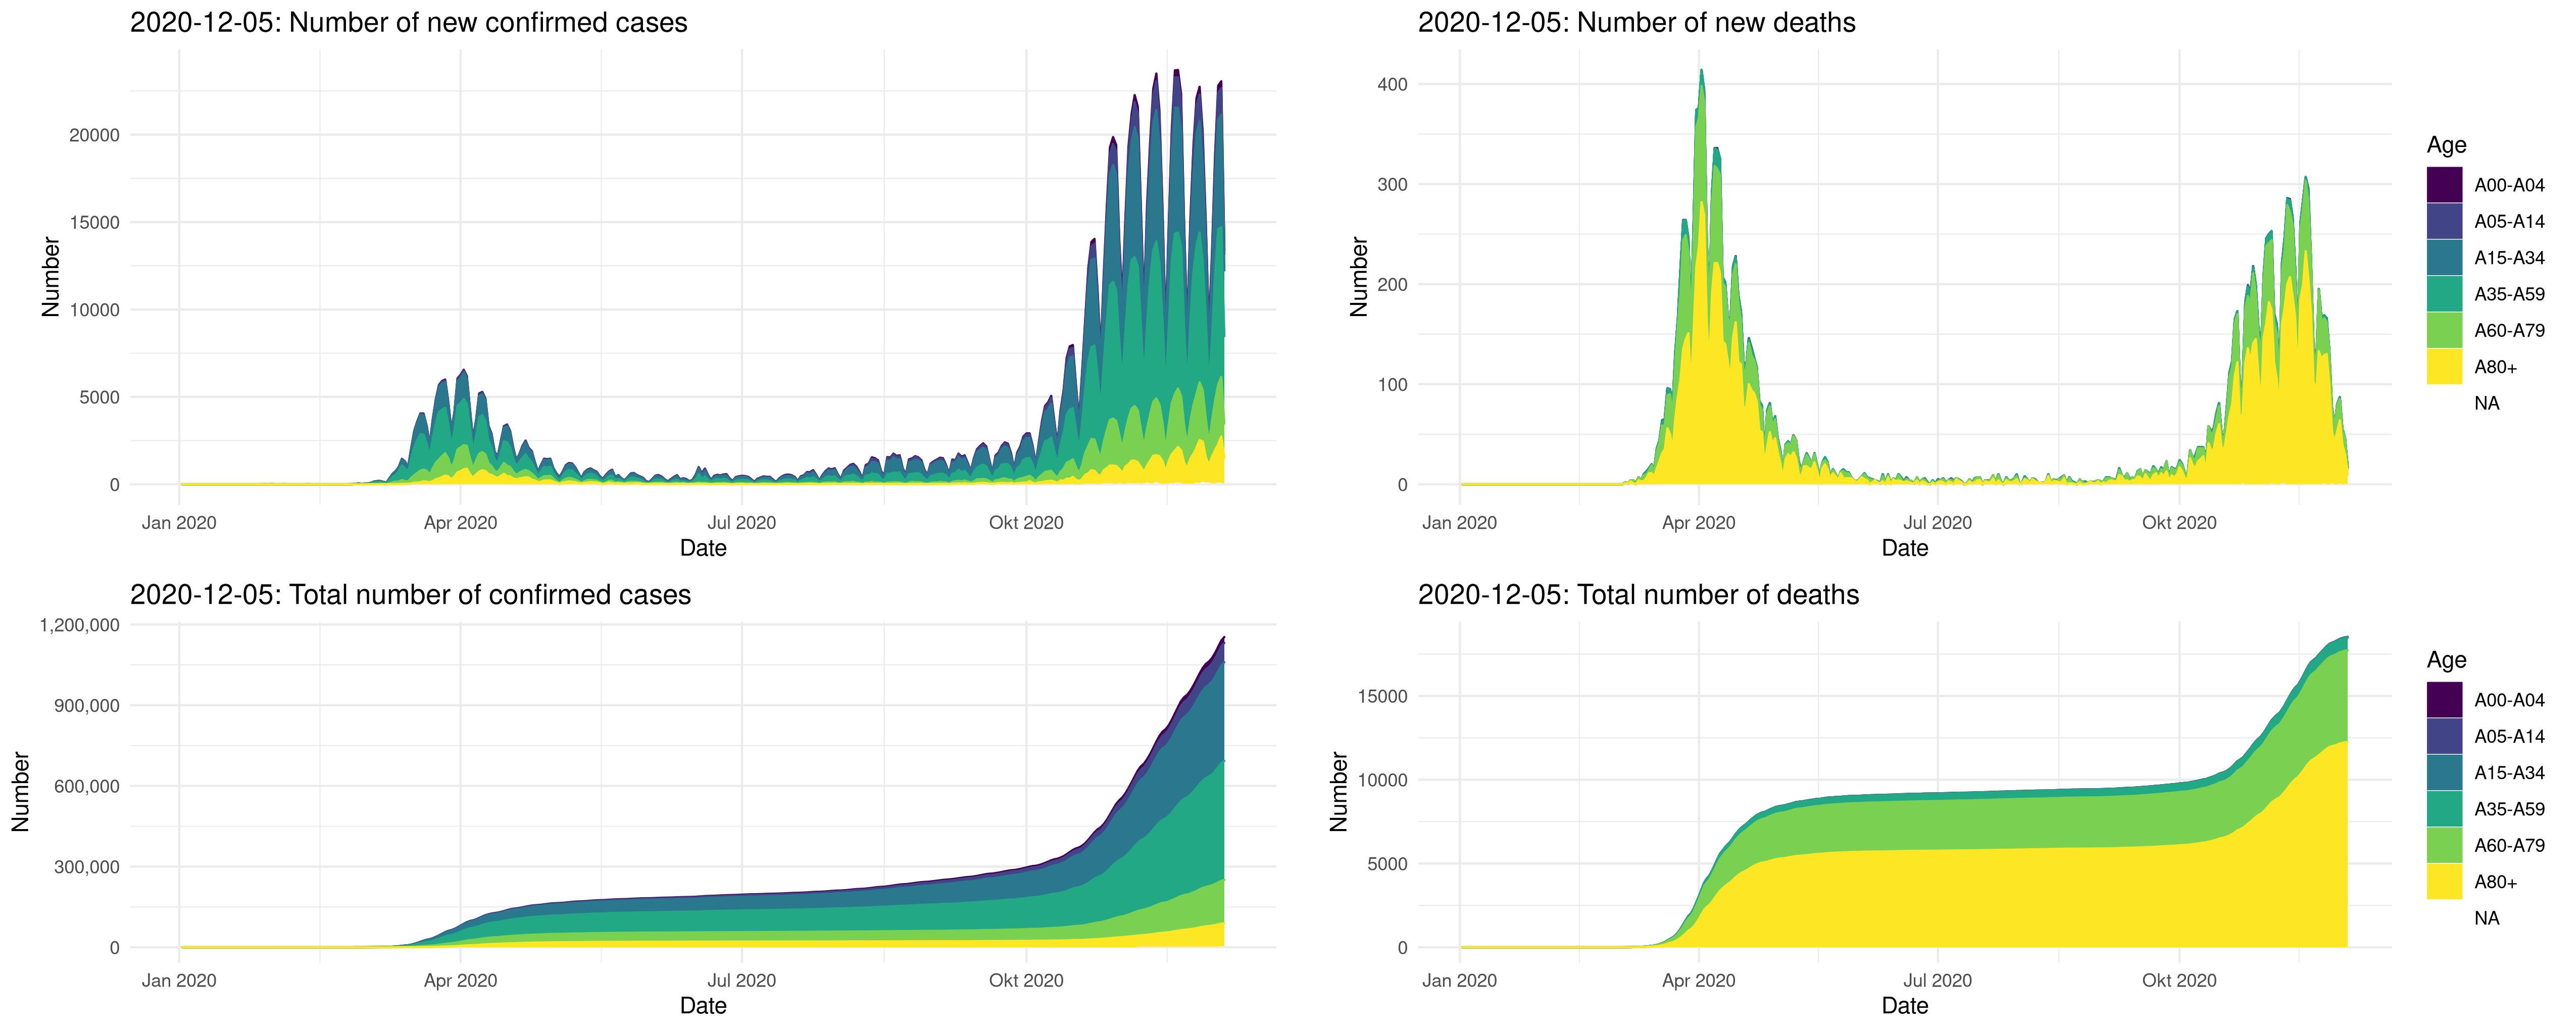 2020-12-05: Number of new confirmed cases
Number
20000
15000
10000
5000
0
Jan 2020 Apr 2020 Jul 2020 Okt 2020
Date
2020-12-05: Number of new deaths
Number
400
300
200
100
0
Jan 2020 Apr 2020 Jul 2020 Okt 2020
Date
Age
A00-A04
A05-A14
A15-A34
A35-A59
A60-A79
A80+
NA
2020-12-05: Total number of confirmed cases
Number
1,200,000
900,000
600,000
300,000
0
Jan 2020 Apr 2020 Jul 2020 Okt 2020
Date
2020-12-05: Total number of deaths
Number
15000
10000
5000
0
Jan 2020 Apr 2020 Jul 2020 Okt 2020
Date
Age
A00-A04
A05-A14
A15-A34
A35-A59
A60-A79
A80+
NA